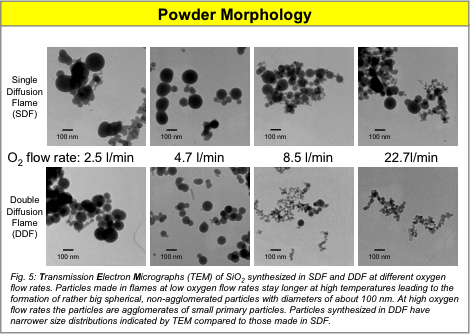 Powder Morphology
Single
Diffusion
Flame
(SDF)
100 nm
100 nm
100 nm
100 nm
O2 flow rate: 2.5 l/min 4.7 l/min 8.5 l/min 22.7l/min
Double
Diffusion
Flame
(DDF)
100 nm
100 nm
100 nm
100 nm
Fig. 5: Transmission Electron Micrographs (TEM) of SiO2 synthesized in SDF and DDF at different oxygen
flow rates. Particles made in flames at low oxygen flow rates stay longer at high temperatures leading to the
formation of rather big spherical, non-agglomerated particles with diameters of about 100 nm. At high oxygen
flow rates the particles are agglomerates of small primary particles. Particles synthesized in DDF have
narrower size distributions indicated by TEM compared to those made in SDF.